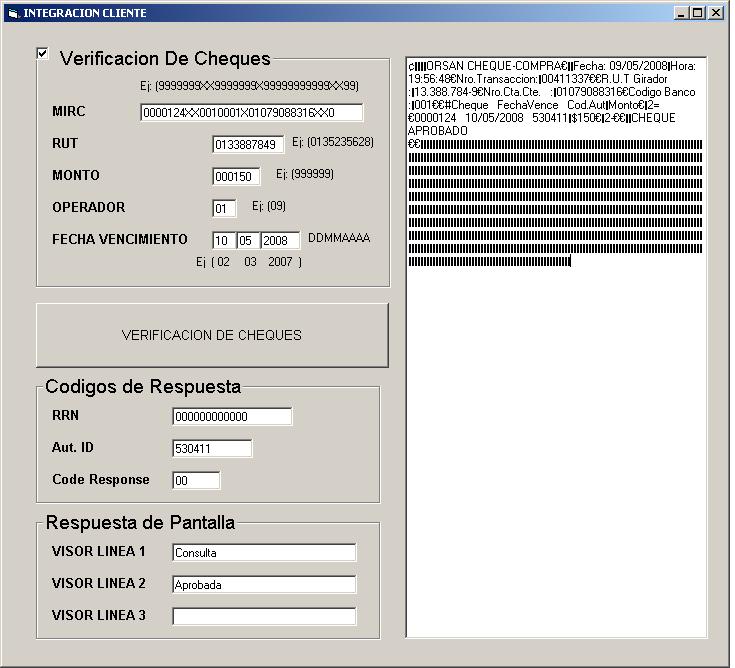 INTEGRACION CLIENTE
Verificacion De Cheques
Ej: (9999999XX9999999X99999999999XX99)
MIRC 0000124XX0010001X01079088316XX0
RUT 0133887849 Ej: (0135235628)
MONTO 000150 Ej: (999999)
OPERADOR 01 Ej: (09)
FECHA VENCIMIENTO 10 05 2008 DDMMAAAA
Ej ( 02 03 2007 )
VERIFICACION DE CHEQUES
Codigos de Respuesta
RRN 000000000000
Aut. ID 530411
Code Response 00
Respuesta de Pantalla
VISOR LINEA 1 Consulta
VISOR LINEA 2 Aprobada
VISOR LINEA 3
ORSAN CHEQUE-COMPRA€||Fecha: 09/05/2008||Hora:
19:56:48€|Nro.Transaccion:||00411337€€|R.U.T Girador
:||13.388.784-9€|Nro.Cta.Cte. :||01079088316€|Codigo Banco
:||001€€|#Cheque FechaVence Cod.Aut||Monto€||2=
€|0000124 10/05/2008 530411||$150€||2-€€||CHEQUE
APROBADO
€€